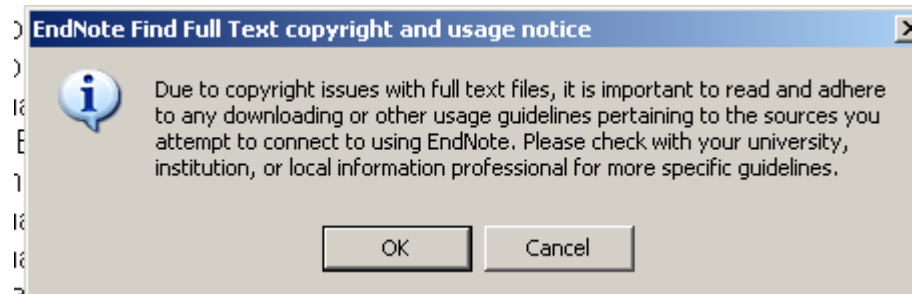 EndNote Find Full Text copyright and usage notice
Due to copyright issues with full text files, it is important to read and adhere
to any downloading or other usage guidelines pertaining to the sources you
attempt to connect to using EndNote. Please check with your university,
institution, or local information professional for more specific guidelines.
OK Cancel